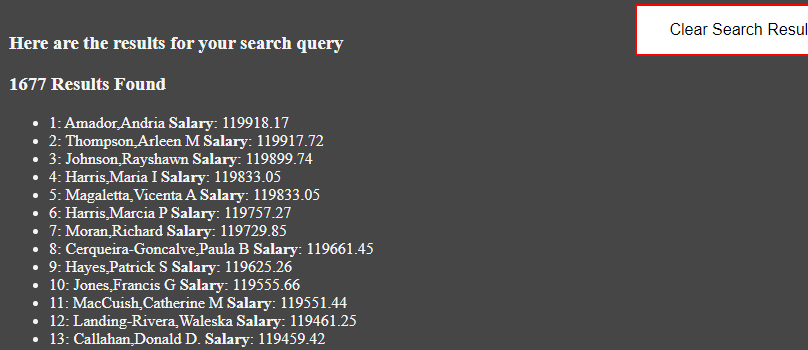 Clear Search Resul
Here are the results for your search query
1677 Results Found
1: Amador,Andria Salary: 119918.17
2: Thompson,Arleen M Salary: 119917.72
3: Johnson,Rayshawn Salary: 119899.74
4: Harris,Maria I Salary: 119833.05
5: Magaletta,Vicenta A Salary: 119833.05
6: Harris,Marcia P Salary: 119757.27
7: Moran,Richard Salary: 119729.85
8: Cerqueira-Goncalve,Paula B Salary: 119661.45
9: Hayes,Patrick S Salary: 119625.26
10: Jones,Francis G Salary: 119555.66
11: MacCuish,Catherine M Salary: 119551.44
12: Landing-Rivera,Waleska Salary: 119461.25
13: Callahan,Donald D. Salary: 119459.42